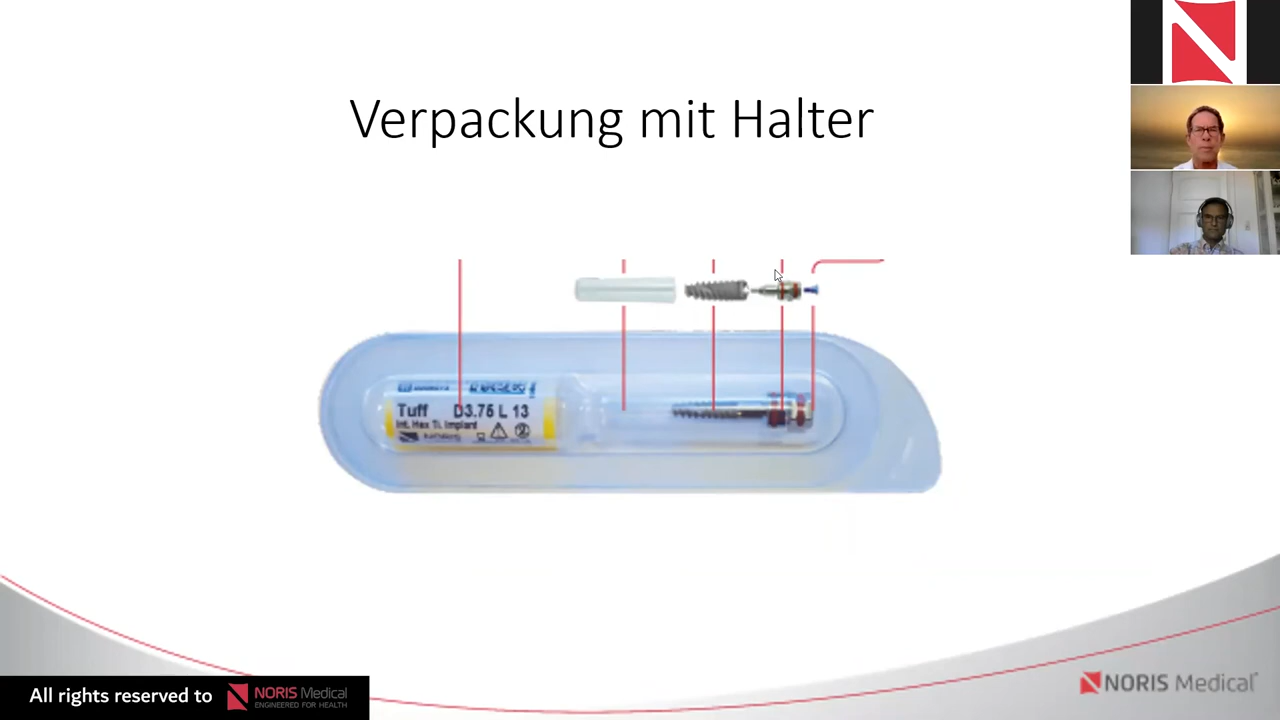 Verpackung mit Halter
Tuff D3.75 L 13
Int. Hex Ti. Implant
All rights reserved to
NORIS Medical
ENGINEERED FOR HEALTH
NORIS Medical